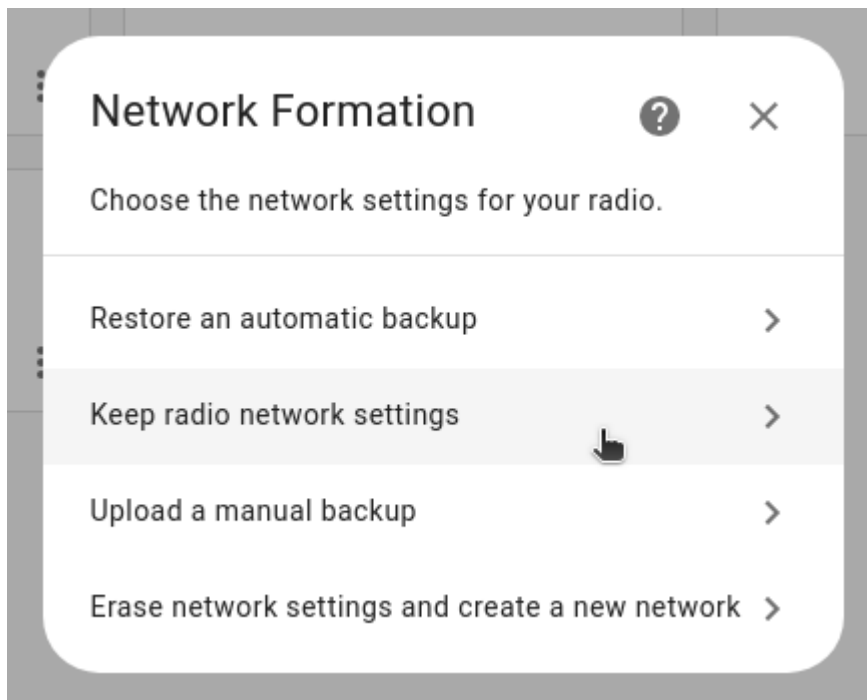 Network Formation
Choose the network settings for your radio.
Restore an automatic backup
Keep radio network settings
Upload a manual backup
Erase network settings and create a new network